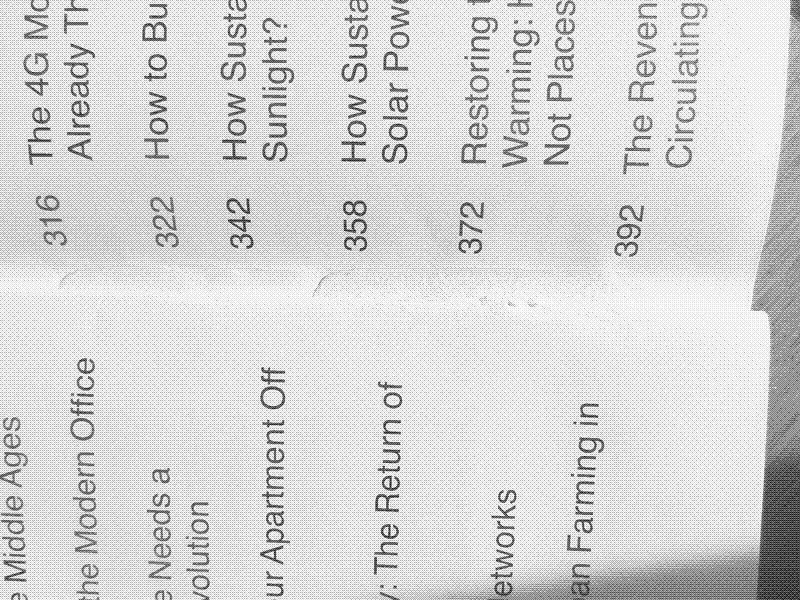 e Middle Ages
the Modern Office
e Needs a
volution
ur Apartment Off
y: The Return of
etworks
an Farming in
316 The 4G Mo
Already Th
322 How to Bu
342 How Susta
Sunlight?
358 How Susta
Solar Powe
372 Restoring t
Warming: H
Not Places
392 The Reven
Circulating